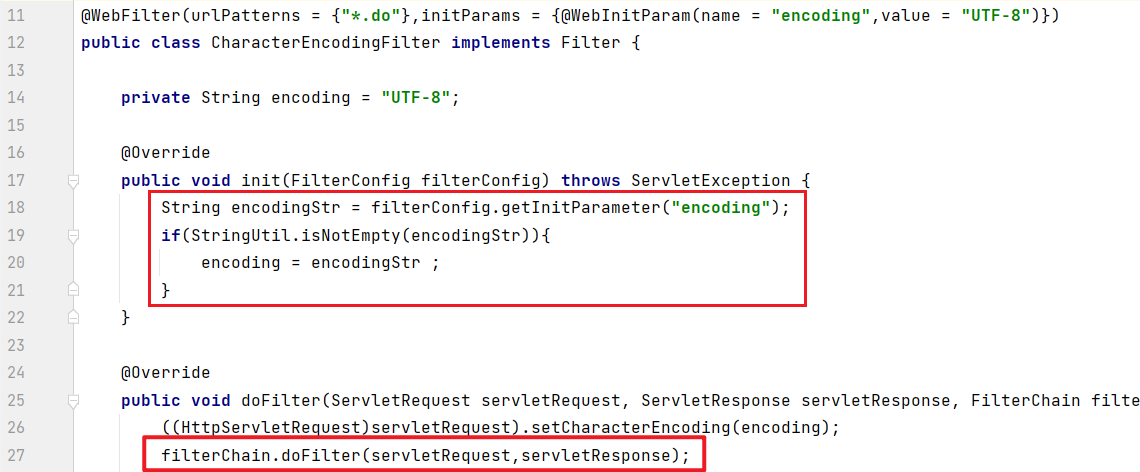 11 @WebFilter(urlPatterns = {"*.do"},initParams = {@WebInitParam(name = "encoding",value = "UTF-8")})
12 public class CharacterEncodingFilter implements Filter {
13
14     private String encoding = "UTF-8";
15
16     @Override
17     public void init(FilterConfig filterConfig) throws ServletException {
18         String encodingStr = filterConfig.getInitParameter("encoding");
19         if(StringUtil.isNotEmpty(encodingStr)){
20             encoding = encodingStr ;
21         }
22     }
23
24     @Override
25     public void doFilter(ServletRequest servletRequest, ServletResponse servletResponse, FilterChain filte
26         ((HttpServletRequest)servletRequest).setCharacterEncoding(encoding);
27         filterChain.doFilter(servletRequest,servletResponse);